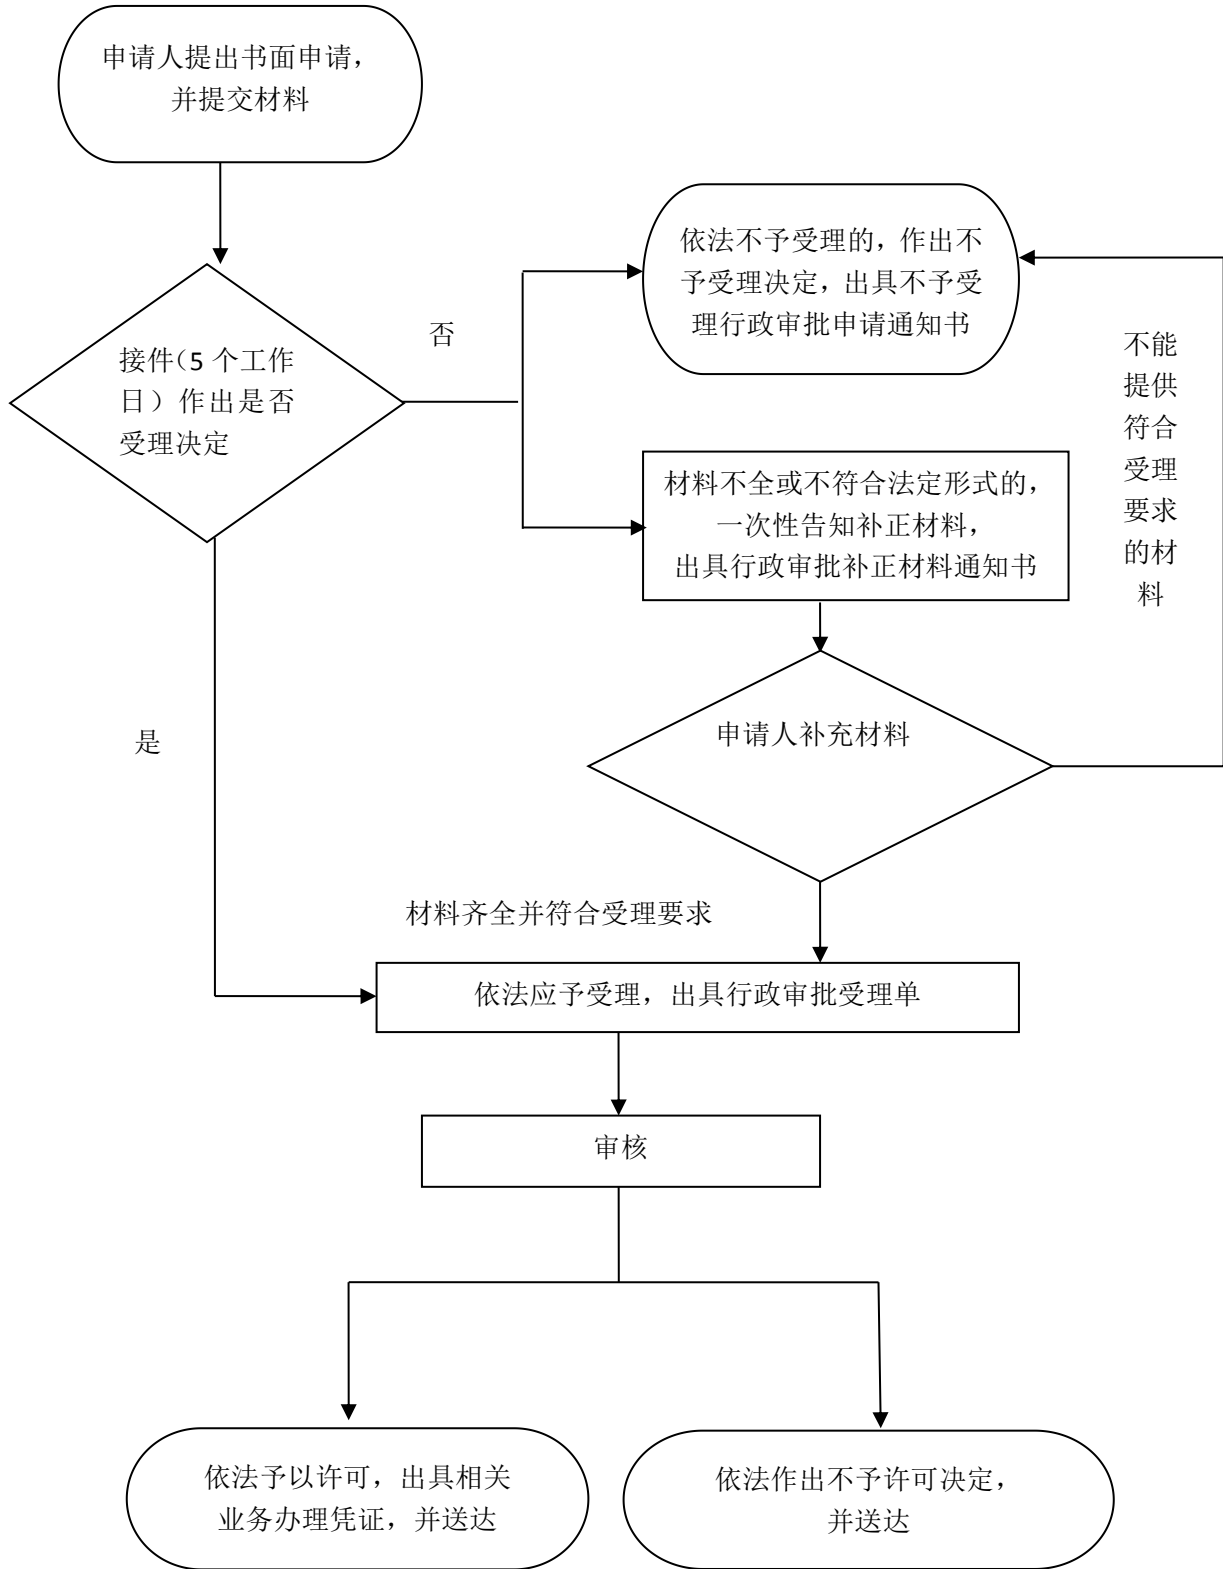 申请人提出书面申请，
并提交材料
依法不予受理的，作出不
予受理决定，出具不予受
理行政审批申请通知书
否
接件（5 个工作
日）作出是否
受理决定
不能
提供
符合
受理
要求
的材
料
材料不全或不符合法定形式的，
一次性告知补正材料，
出具行政审批补正材料通知书
是
申请人补充材料
材料齐全并符合受理要求
依法应予受理，出具行政审批受理单
审核
依法予以许可，出具相关
业务办理凭证，并送达
依法作出不予许可决定，
并送达